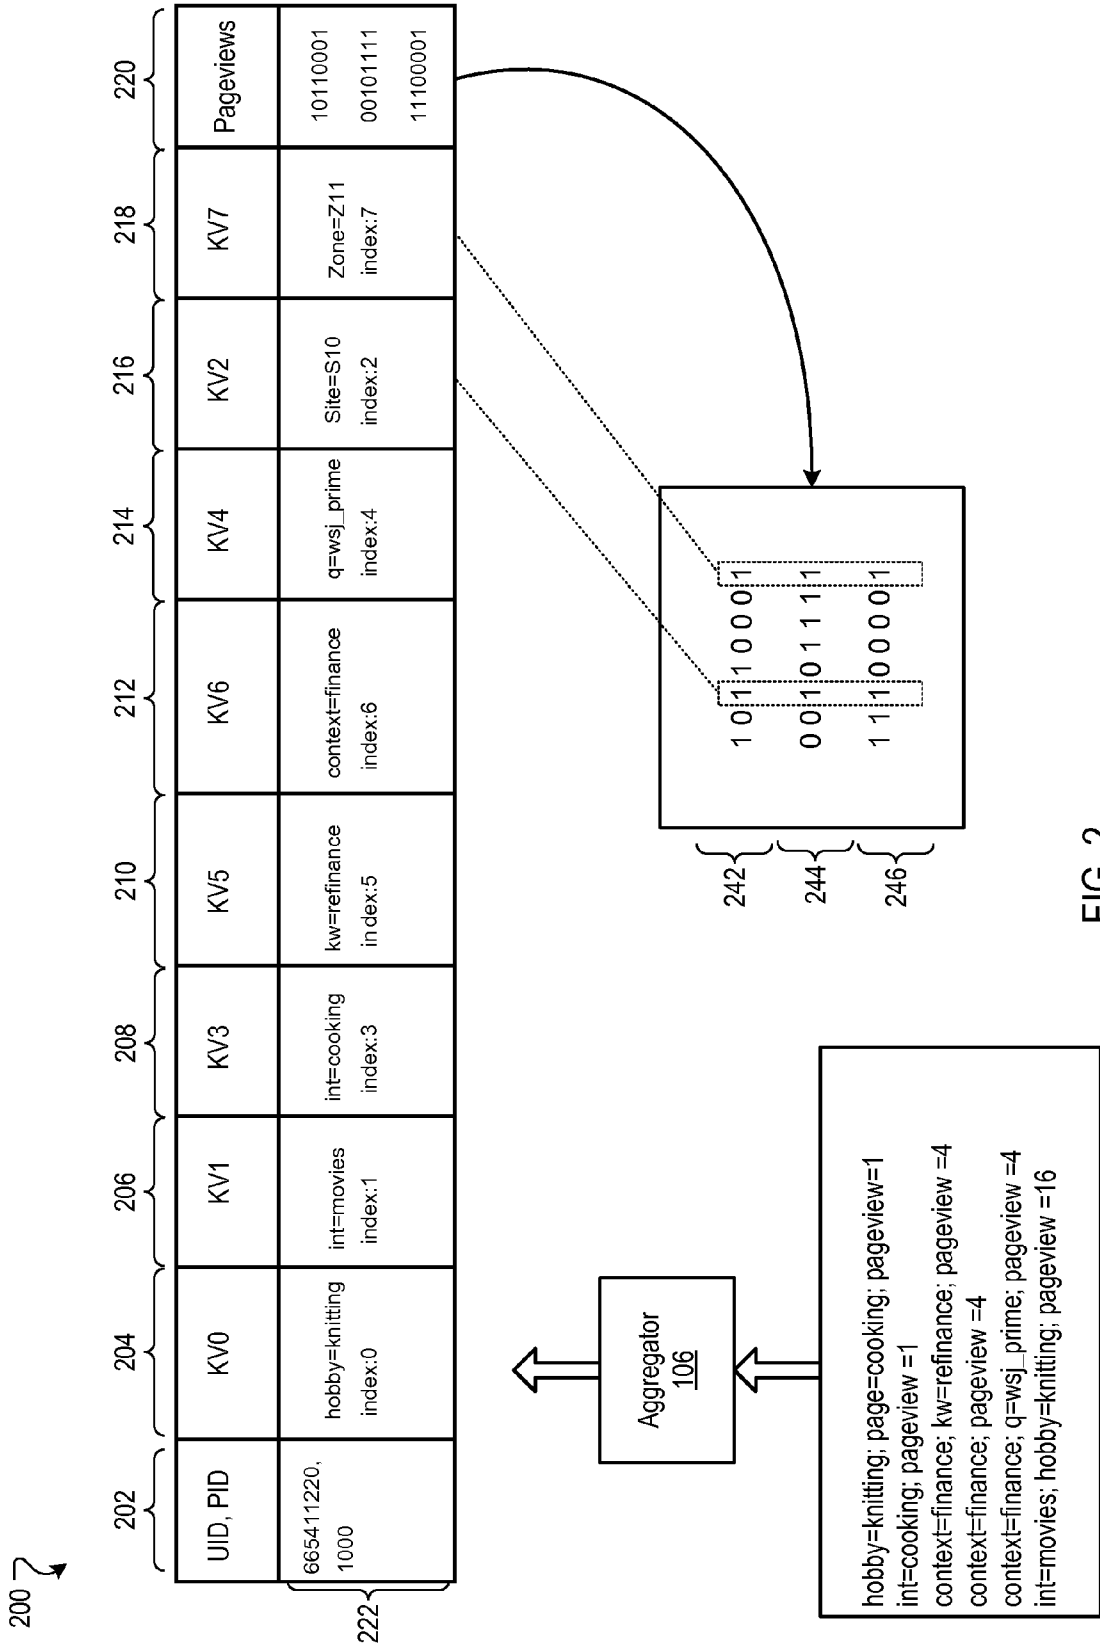 200
202 204 206 208 210 212 214 216 218 220
UID, PID KV0 KV1 KV3 KV5 KV6 KV4 KV2 KV7 Pageviews
222
665411220,
1000
hobby=knitting
index:0
int=movies
index:1
int=cooking
index:3
kw=refinance
index:5
context=finance
index:6
q=wsj_prime
index:4
Site=S10
index:2
Zone=Z11
index:7
10110001
00101111
11100001
Aggregator
106
hobby=knitting; page=cooking; pageview=1
int=cooking; pageview =1
context=finance; kw=refinance; pageview =4
context=finance; pageview =4
context=finance; q=wsj_prime; pageview =4
int=movies; hobby=knitting; pageview =16
242 1 0 1 1 0 0 0 1
244 0 0 1 0 1 1 1 1
246 1 1 1 0 0 0 0 1
FIG. 2